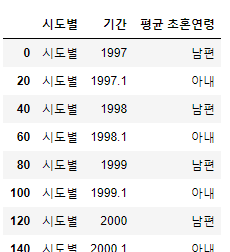 시도별 기간 평균 초혼연령
0 시도별 1997 남편
20 시도별 1997.1 아내
40 시도별 1998 남편
60 시도별 1998.1 아내
80 시도별 1999 남편
100 시도별 1999.1 아내
120 시도별 2000 남편
140 시도별 2000.1 아내